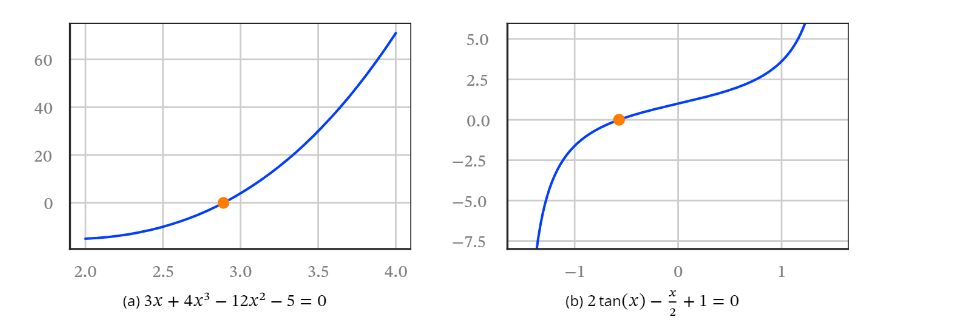 60
40
20
0
2.0 2.5 3.0 3.5 4.0
(a) 3x + 4x³ − 12x² − 5 = 0
5.0
2.5
0.0
−2.5
−5.0
−7.5
−1 0 1
(b) 2 tan(x) − x/2 + 1 = 0